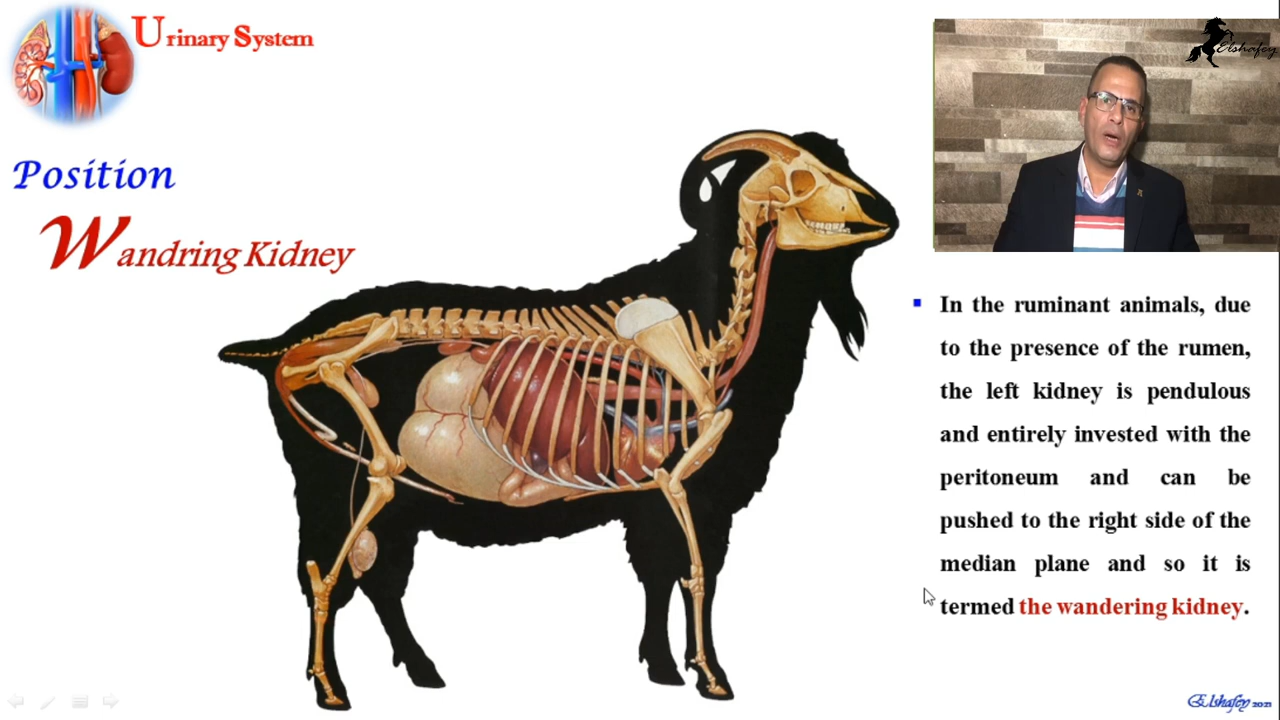 Urinary System
Elshafey
Position
Wandring Kidney
In the ruminant animals, due
to the presence of the rumen,
the left kidney is pendulous
and entirely invested with the
peritoneum and can be
pushed to the right side of the
median plane and so it is
termed the wandering kidney.
Elshafey 2021